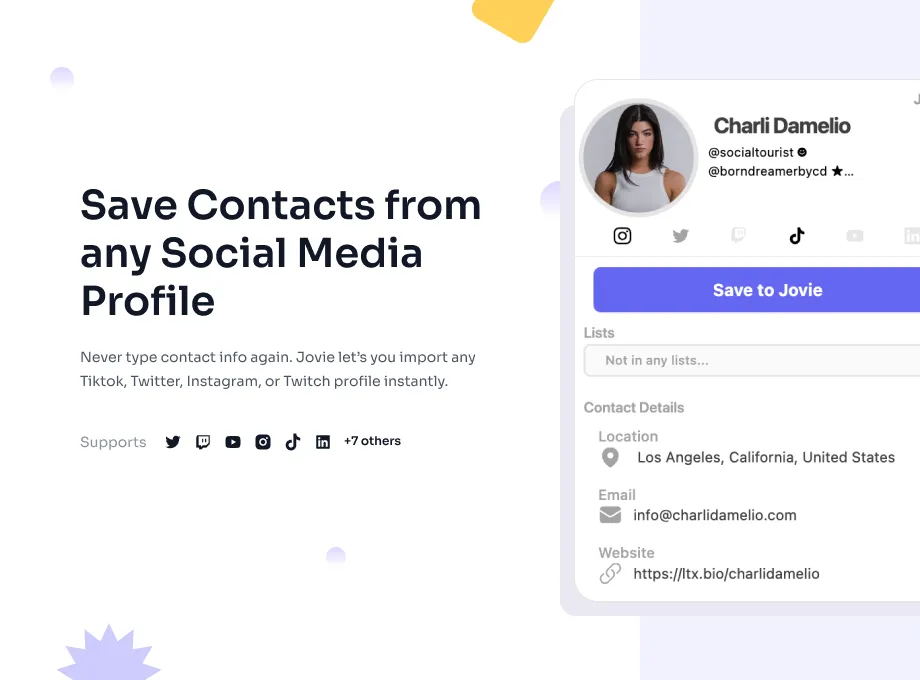 Save Contacts from
any Social Media
Profile
Never type contact info again. Jovie let’s you import any
Tiktok, Twitter, Instagram, or Twitch profile instantly.
Supports
+7 others
J
Charli Damelio
@socialtourist
@borndreamerbycd ...
Save to Jovie
Lists
Not in any lists...
Contact Details
Location
Los Angeles, California, United States
Email
info@charlidamelio.com
Website
https://ltx.bio/charlidamelio